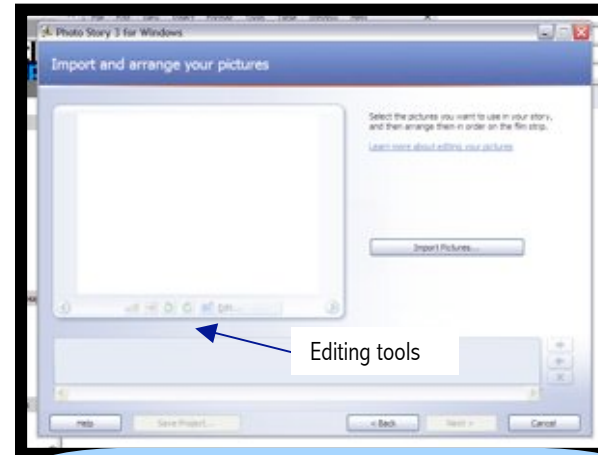 Photo Story 3 for Windows
Import and arrange your pictures
Select the pictures you want to use in your story,
and then arrange them in order on the film strip.
Learn more about editing your pictures
Import Pictures...
Edit...
Editing tools
Help
Save Project...
< Back
Next >
Cancel